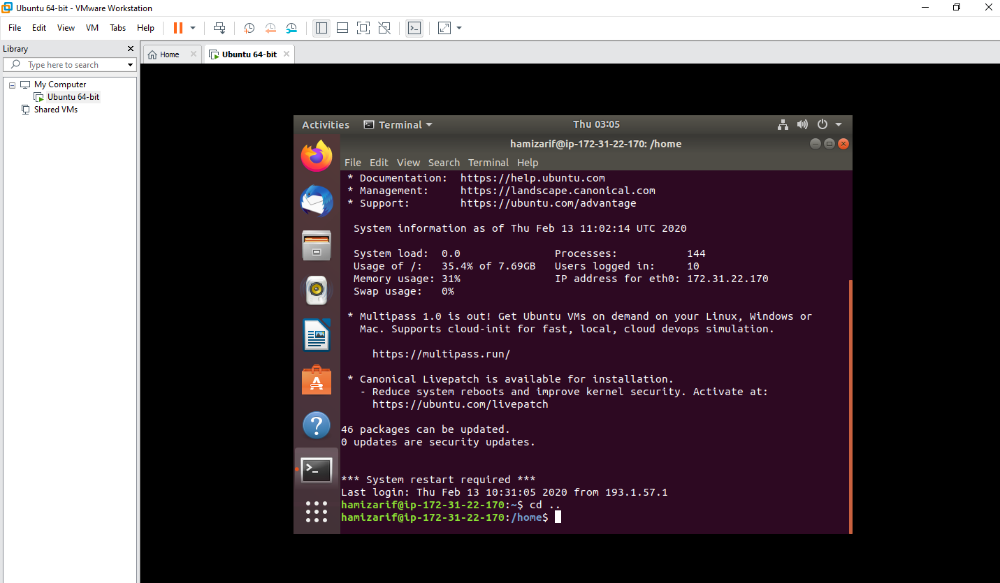 Ubuntu 64-bit - VMware Workstation
File Edit View VM Tabs Help
Library
Type here to search
My Computer
Ubuntu 64-bit
Shared VMs
Home
Ubuntu 64-bit
Activities Terminal Thu 03:05
hamizarif@ip-172-31-22-170: /home
File Edit View Search Terminal Help
 * Documentation:  https://help.ubuntu.com
 * Management:     https://landscape.canonical.com
 * Support:        https://ubuntu.com/advantage
  System information as of Thu Feb 13 11:02:14 UTC 2020
  System load:  0.0               Processes:           144
  Usage of /:   35.4% of 7.69GB   Users logged in:     10
  Memory usage: 31%               IP address for eth0: 172.31.22.170
  Swap usage:   0%
 * Multipass 1.0 is out! Get Ubuntu VMs on demand on your Linux, Windows or
   Mac. Supports cloud-init for fast, local, cloud devops simulation.
     https://multipass.run/
 * Canonical Livepatch is available for installation.
   - Reduce system reboots and improve kernel security. Activate at:
     https://ubuntu.com/livepatch
46 packages can be updated.
0 updates are security updates.
*** System restart required ***
Last login: Thu Feb 13 10:31:05 2020 from 193.1.57.1
hamizarif@ip-172-31-22-170:~$ cd ..
hamizarif@ip-172-31-22-170:/home$